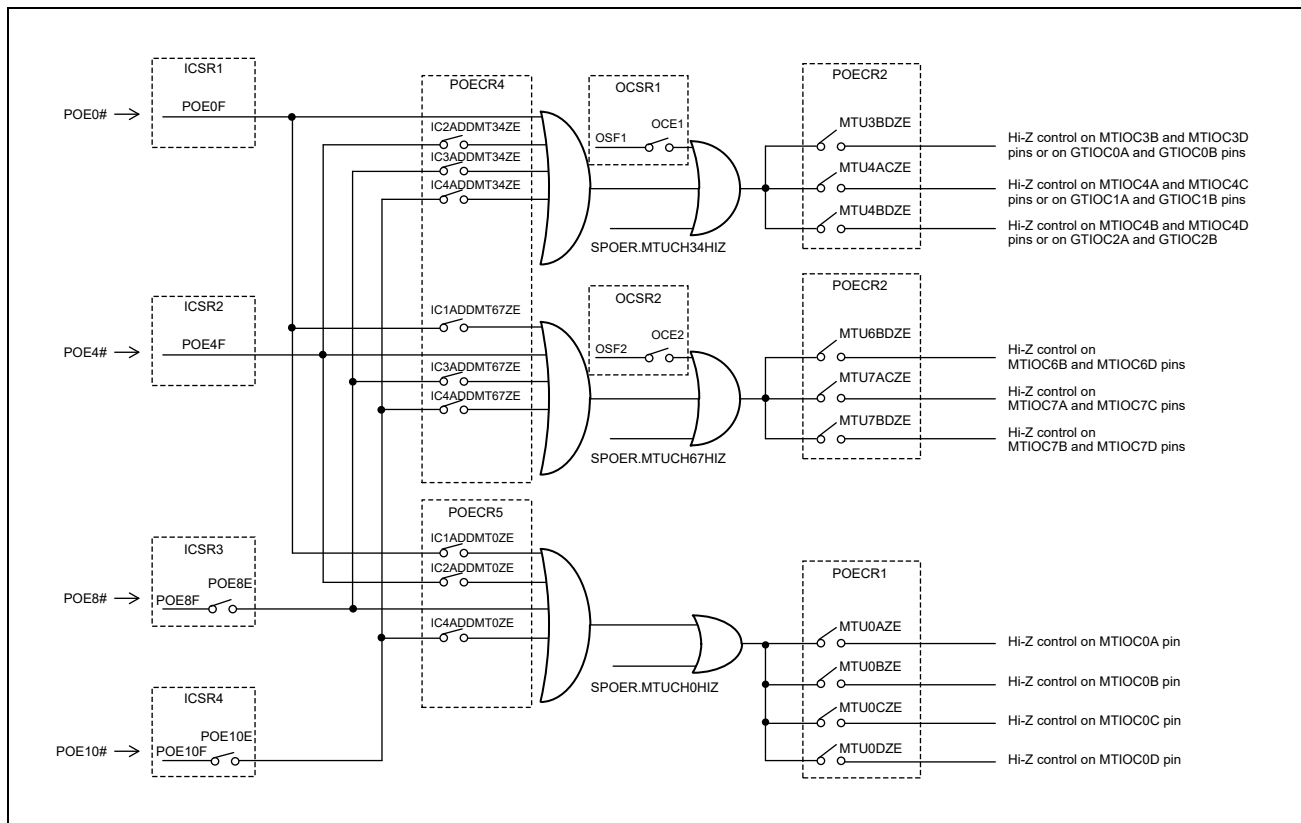 ICSR1
POE0#
POE0F
POECR4
IC2ADDMT34ZE
IC3ADDMT34ZE
IC4ADDMT34ZE
OCSR1
OSF1
OCE1
SPOER.MTUCH34HIZ
POECR2
MTU3BDZE
MTU4ACZE
MTU4BDZE
Hi-Z control on MTIOC3B and MTIOC3D
pins or on GTIOC0A and GTIOC0B pins
Hi-Z control on MTIOC4A and MTIOC4C
pins or on GTIOC1A and GTIOC1B pins
Hi-Z control on MTIOC4B and MTIOC4D
pins or on GTIOC2A and GTIOC2B
ICSR2
POE4#
POE4F
IC1ADDMT67ZE
IC3ADDMT67ZE
IC4ADDMT67ZE
OCSR2
OSF2
OCE2
SPOER.MTUCH67HIZ
POECR2
MTU6BDZE
MTU7ACZE
MTU7BDZE
Hi-Z control on
MTIOC6B and MTIOC6D pins
Hi-Z control on
MTIOC7A and MTIOC7C pins
Hi-Z control on
MTIOC7B and MTIOC7D pins
ICSR3
POE8#
POE8F
POE8E
POECR5
IC1ADDMT0ZE
IC2ADDMT0ZE
IC4ADDMT0ZE
SPOER.MTUCH0HIZ
POECR1
MTU0AZE
MTU0BZE
MTU0CZE
MTU0DZE
Hi-Z control on MTIOC0A pin
Hi-Z control on MTIOC0B pin
Hi-Z control on MTIOC0C pin
Hi-Z control on MTIOC0D pin
ICSR4
POE10#
POE10F
POE10E